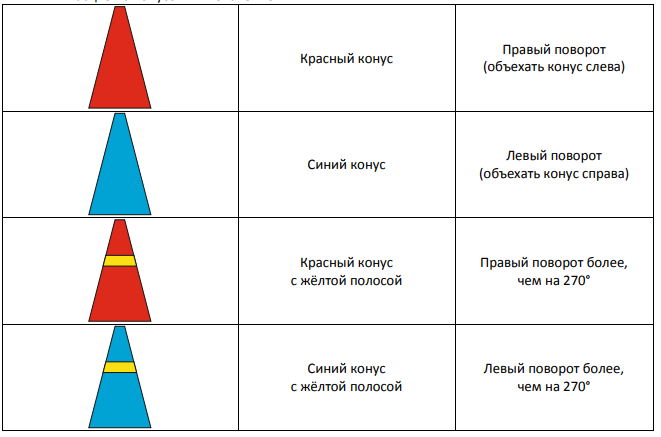 Красный конус
Правый поворот
(объехать конус слева)
Синий конус
Левый поворот
(объехать конус справа)
Красный конус
с жёлтой полосой
Правый поворот более,
чем на 270°
Синий конус
с жёлтой полосой
Левый поворот более,
чем на 270°